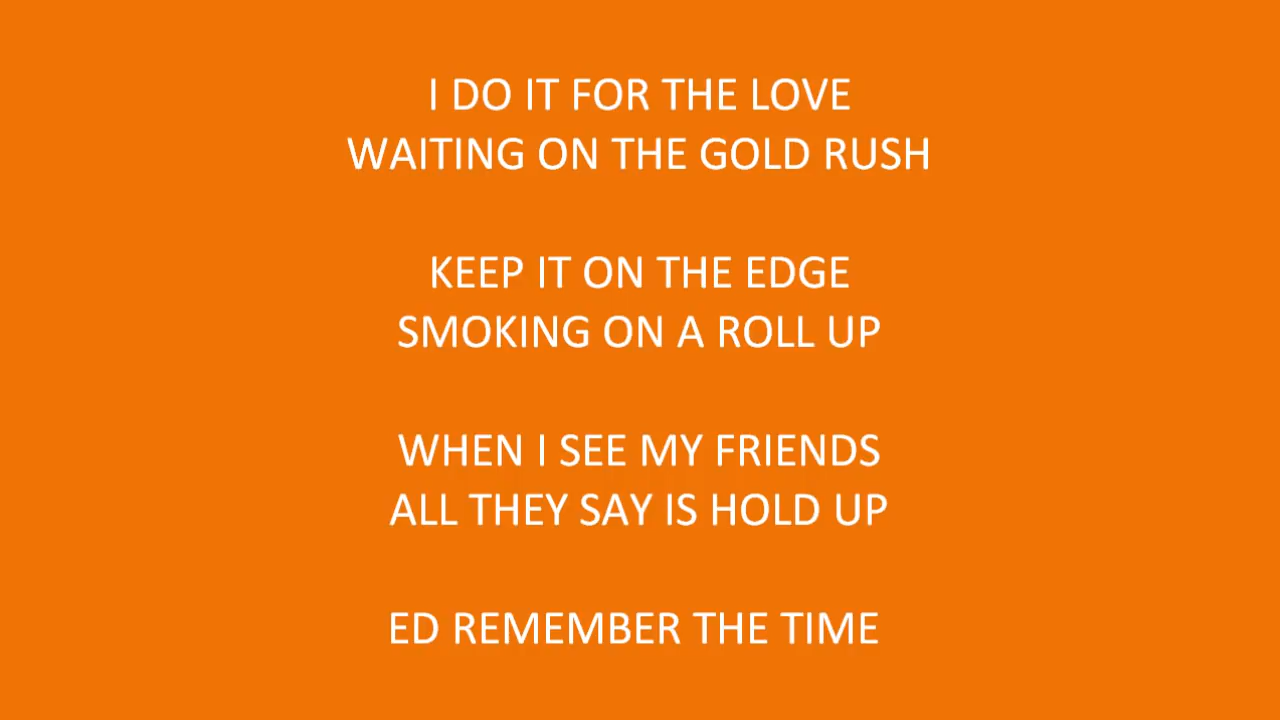 I DO IT FOR THE LOVE
WAITING ON THE GOLD RUSH
KEEP IT ON THE EDGE
SMOKING ON A ROLL UP
WHEN I SEE MY FRIENDS
ALL THEY SAY IS HOLD UP
ED REMEMBER THE TIME